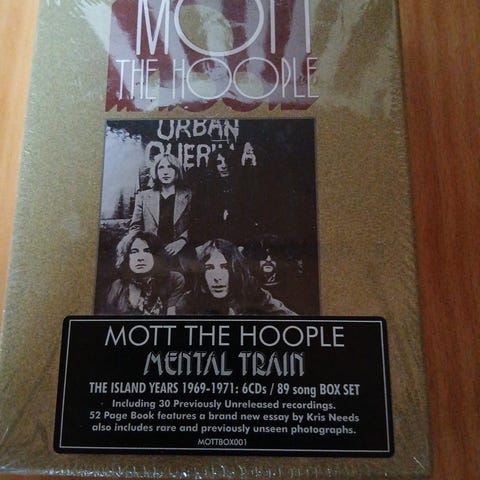 MOTT
THE HOOPLE
URBAN
MOTT THE HOOPLE
MENTAL TRAIN
THE ISLAND YEARS 1969-1971: 6CDs / 89 song BOX SET
Including 30 Previously Unreleased recordings.
52 Page Book features a brand new essay by Kris Needs
also includes rare and previously unseen photographs.
MOTTBOX001